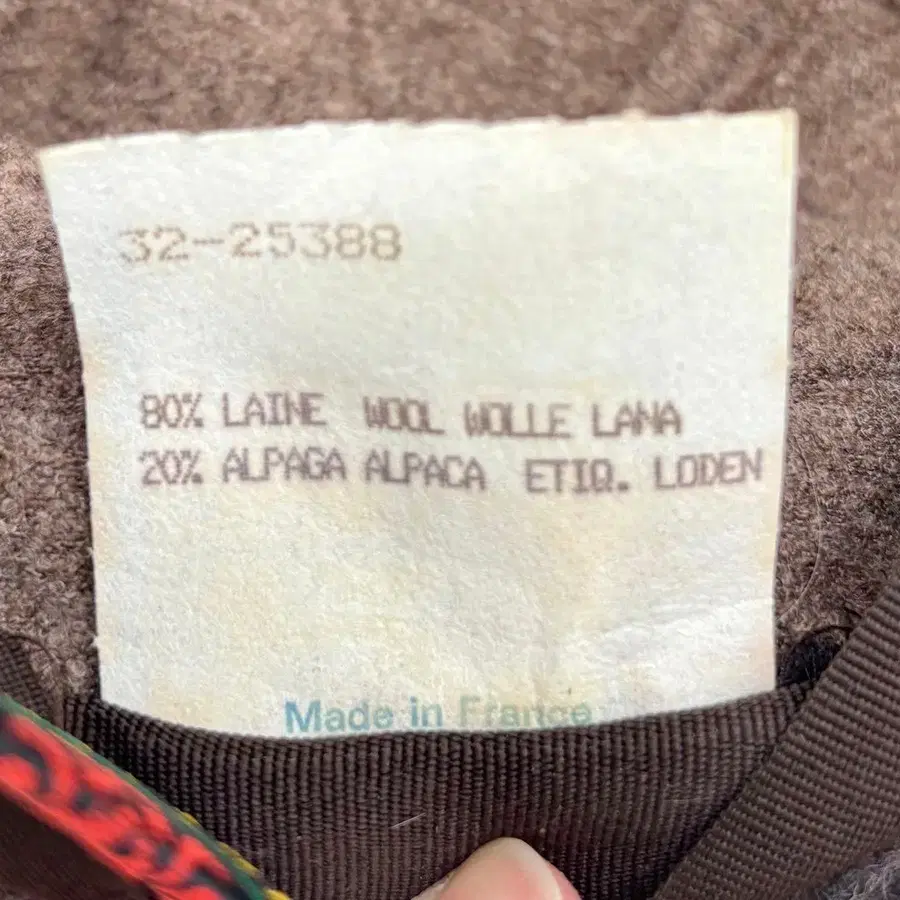 32-25388
80% LAINE WOOL WOLLE LANA
20% ALPAGA ALPACA ETIQ. LODEN
Made in France